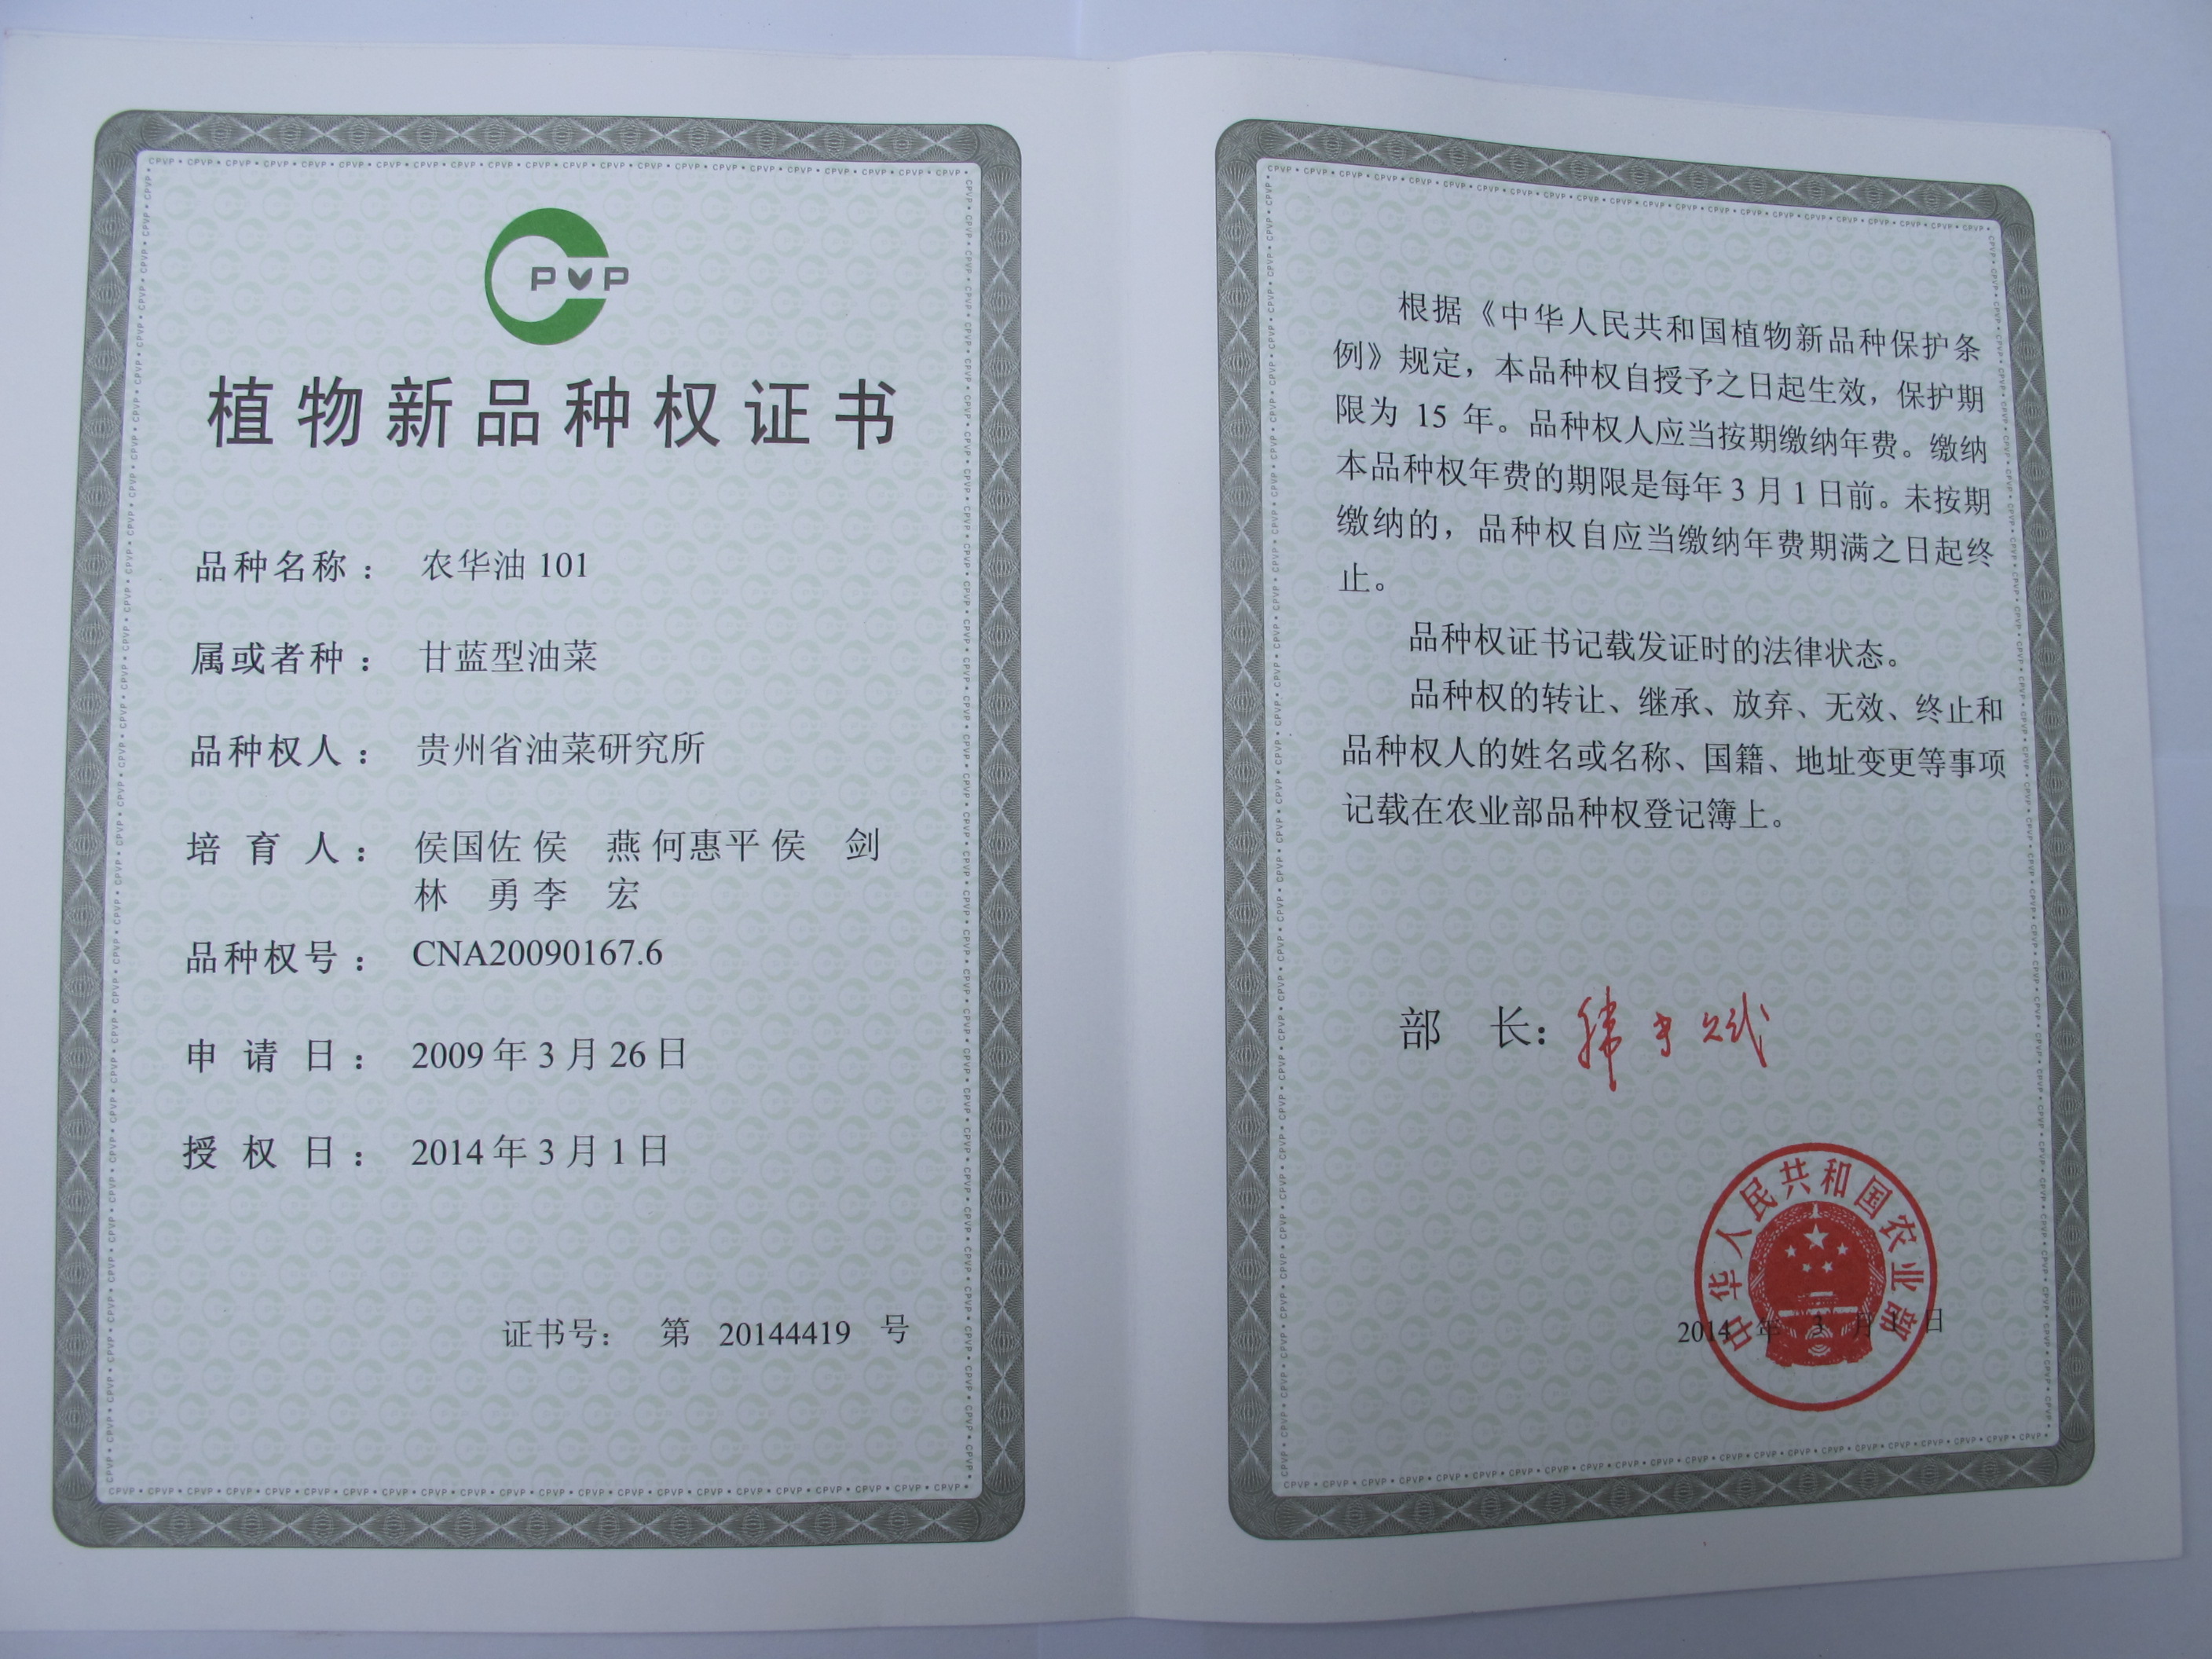 CPVP
植物新品种权证书
品种名称： 农华油 101
属或者种： 甘蓝型油菜
品种权人： 贵州省油菜研究所
培 育 人： 侯国佐 侯 燕 何惠平 侯 剑
林 勇 李 宏
品种权号： CNA20090167.6
申 请 日： 2009 年 3 月 26 日
授 权 日： 2014 年 3 月 1 日
证书号： 第 20144419 号
根据《中华人民共和国植物新品种保护条
例》规定，本品种权自授予之日起生效，保护期
限为 15 年。品种权人应当按期缴纳年费。缴纳
本品种权年费的期限是每年 3 月 1 日前。未按期
缴纳的，品种权自应当缴纳年费期满之日起终
止。
品种权证书记载发证时的法律状态。
品种权的转让、继承、放弃、无效、终止和
品种权人的姓名或名称、国籍、地址变更等事项
记载在农业部品种权登记簿上。
部 长：
中华人民共和国农业部
2014 年 3 月 1 日